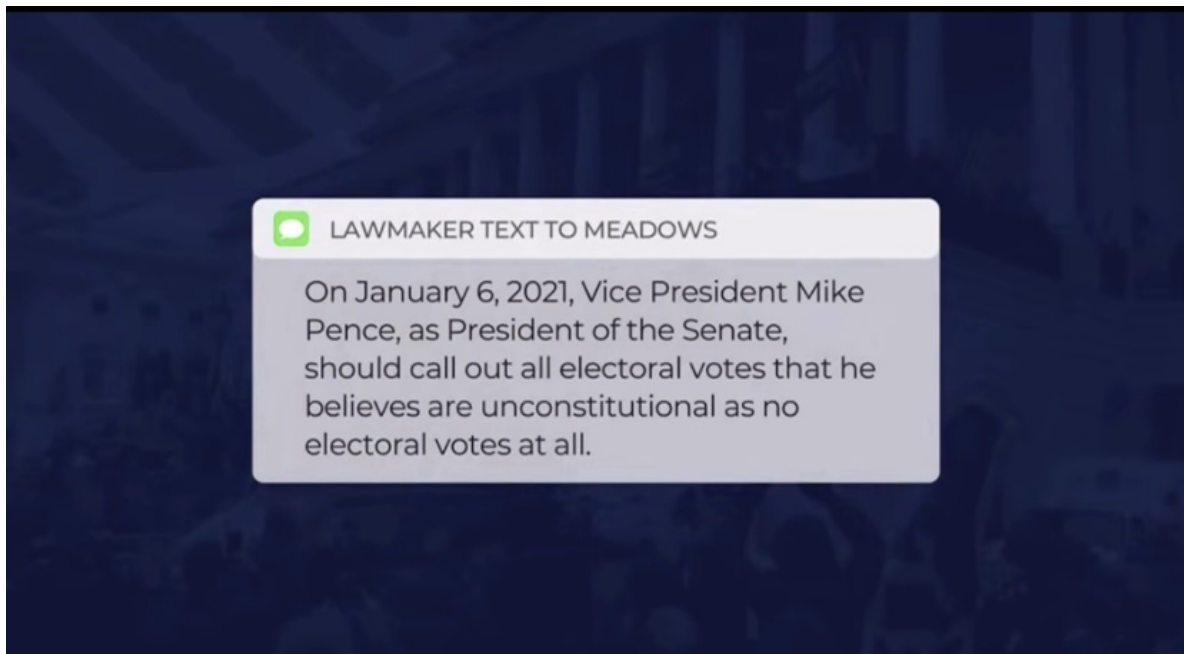 LAWMAKER TEXT TO MEADOWS
On January 6, 2021, Vice President Mike
Pence, as President of the Senate,
should call out all electoral votes that he
believes are unconstitutional as no
electoral votes at all.